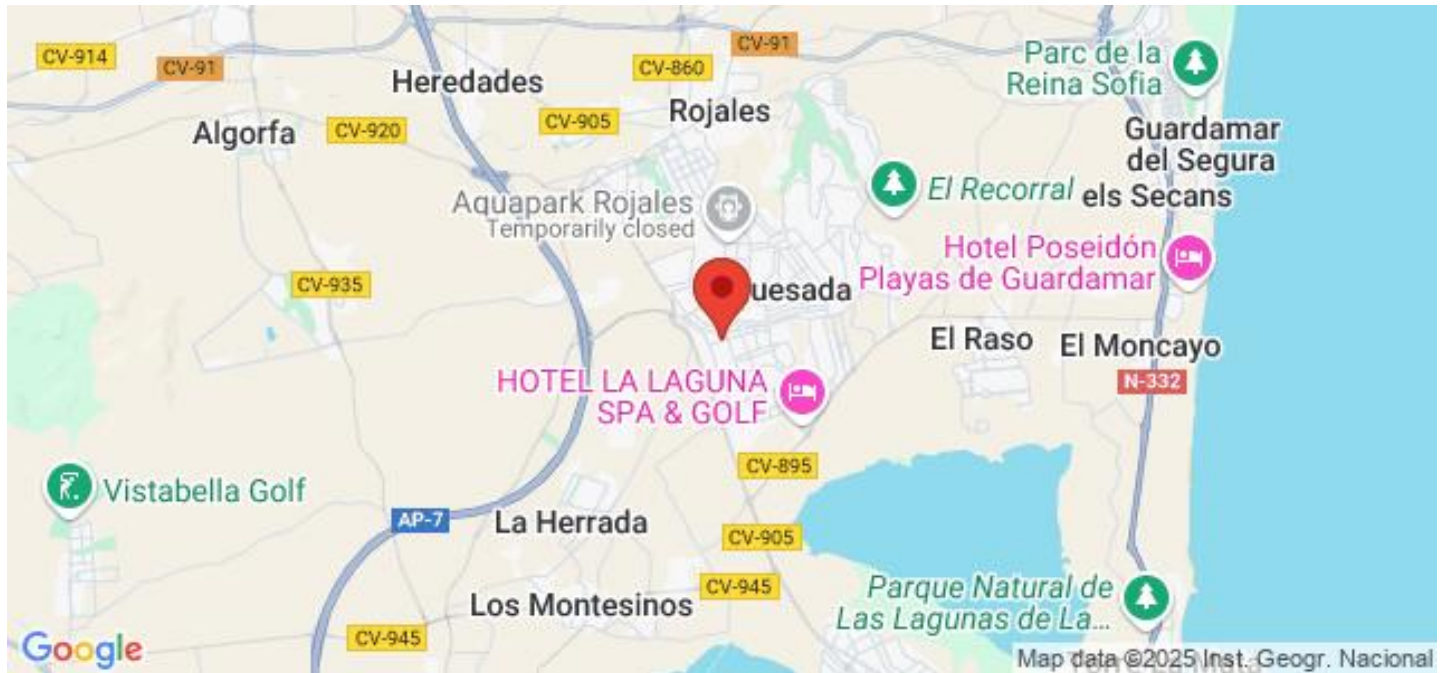 CV-914
CV-91
CV-91
Parc de la
Reina Sofia
Heredades
CV-860
Rojales
Algorfa
CV-920
CV-905
Guardamar
del Segura
Aquapark Rojales
Temporarily closed
El Recorral
els Secans
Hotel Poseidón
Playas de Guardamar
CV-935
uesada
El Raso
El Moncayo
HOTEL LA LAGUNA
SPA & GOLF
N-332
CV-895
Vistabella Golf
AP-7
La Herrada
CV-905
CV-945
Parque Natural de
Las Lagunas de La...
Los Montesinos
CV-945
Google
Map data ©2025 Inst. Geogr. Nacional